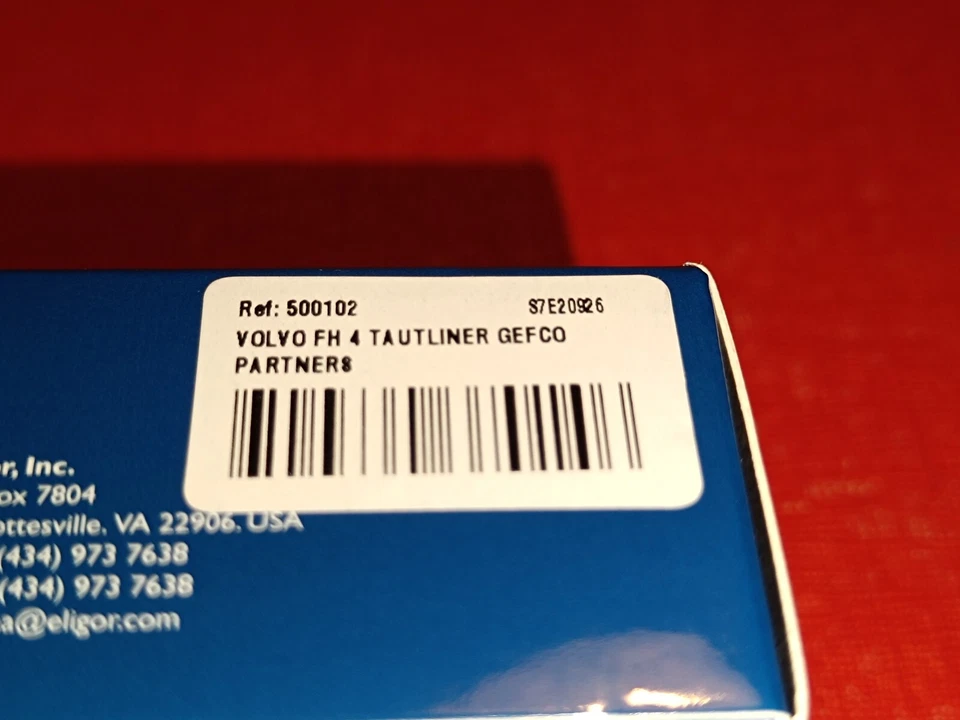 Ref: 500102 S7E20926
VOLVO FH 4 TAUTLINER GEFCO
PARTNERS
r, Inc.
ox 7804
ottesville, VA 22906, USA
(434) 973 7638
(434) 973 7638
a@eligor.com